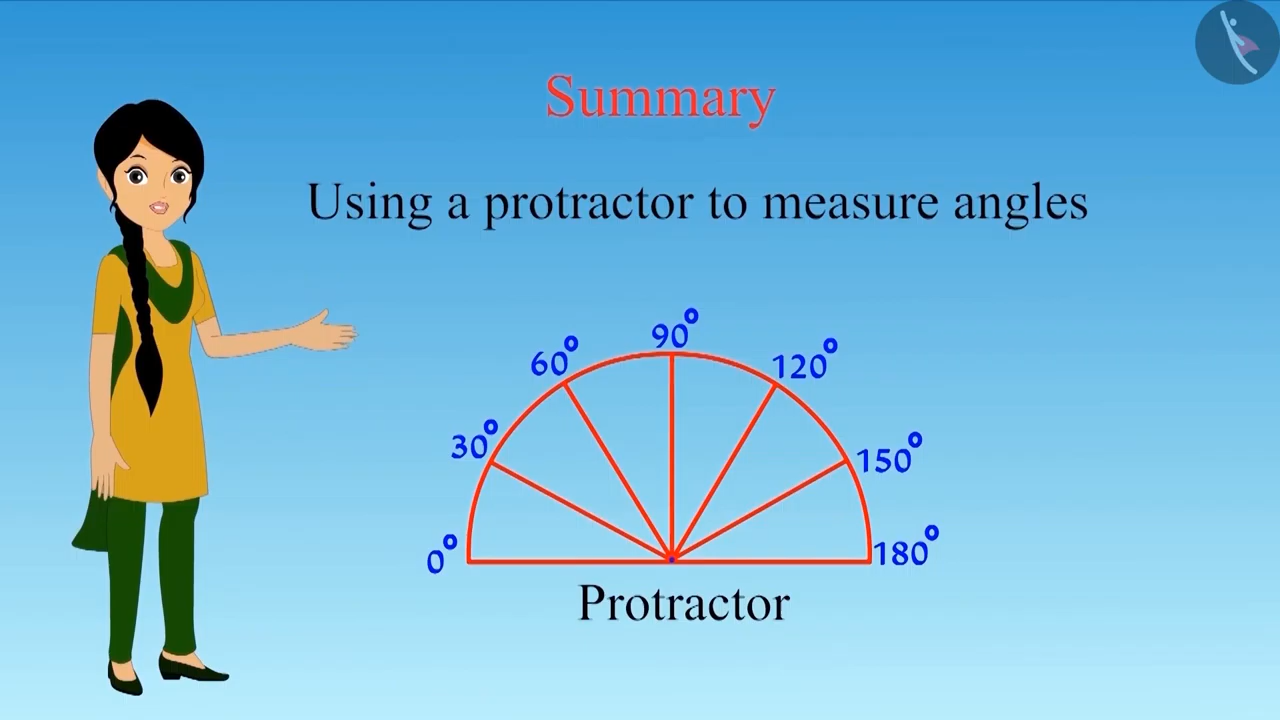 Summary
Using a protractor to measure angles
90°
60°
120°
30°
150°
0°
180°
Protractor